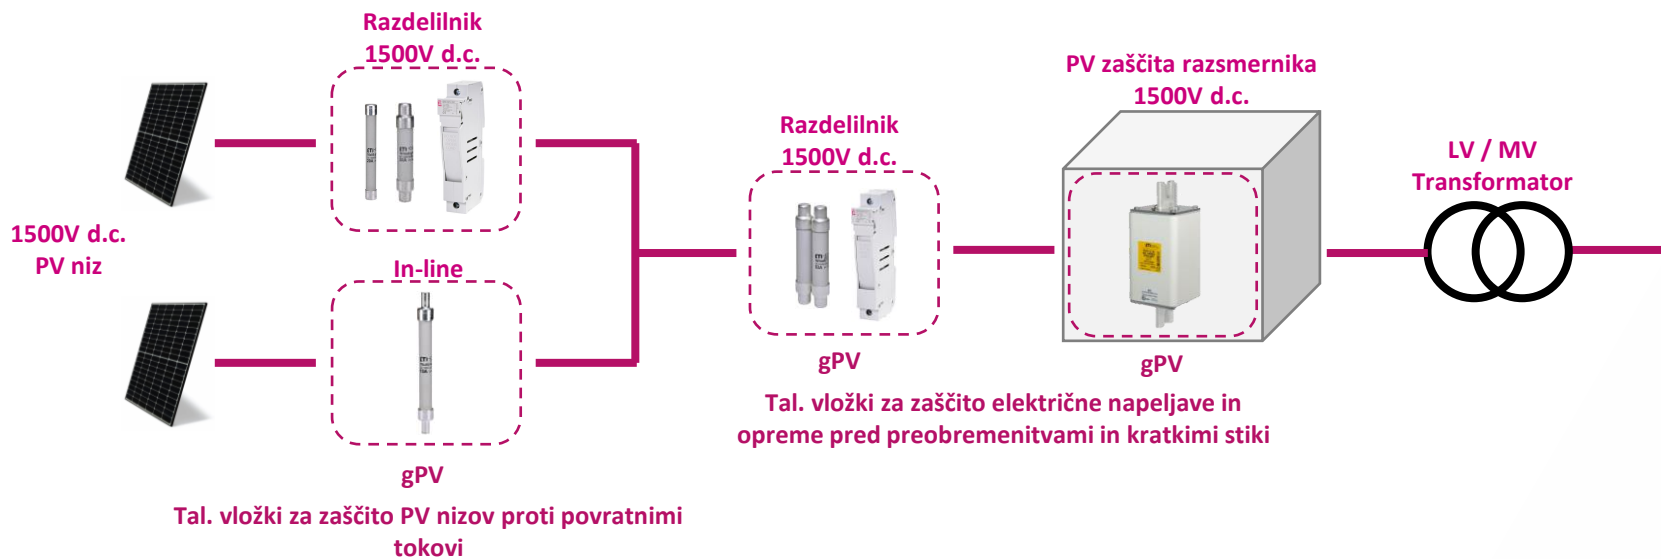 Razdelilnik
1500V d.c.
1500V d.c.
PV niz
In-line
gPV
Tal. vložki za zaščito PV nizov proti povratnimi
tokovi
Razdelilnik
1500V d.c.
gPV
PV zaščita razsmernika
1500V d.c.
gPV
Tal. vložki za zaščito električne napeljave in
opreme pred preobremenitvami in kratkimi stiki
LV / MV
Transformator